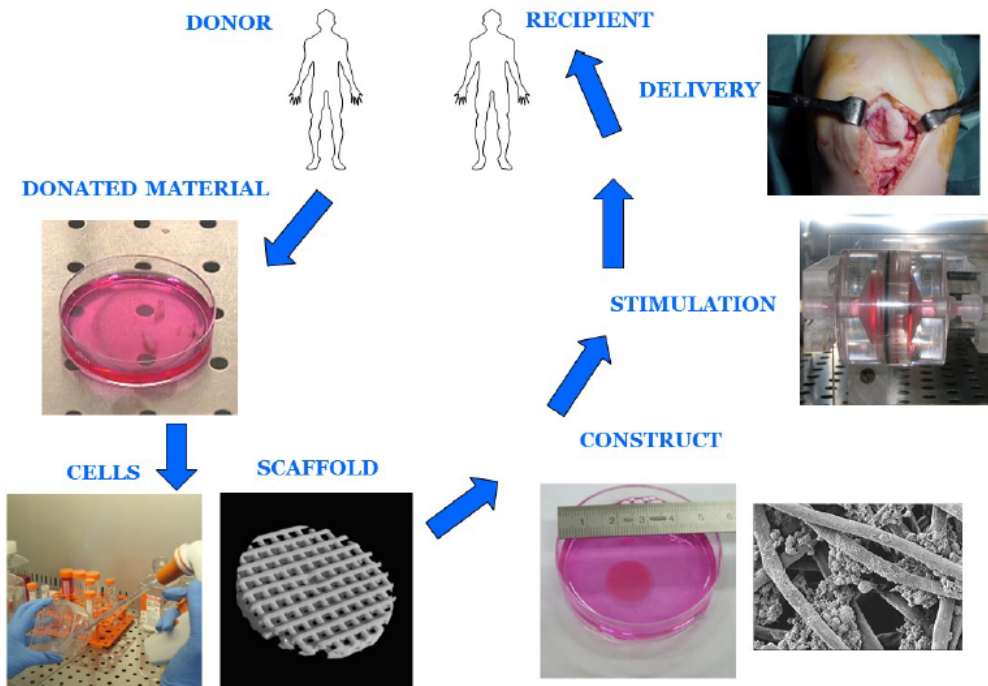 DONOR
RECIPIENT
DELIVERY
DONATED MATERIAL
STIMULATION
CONSTRUCT
CELLS
SCAFFOLD
1 2 3 4 5 6